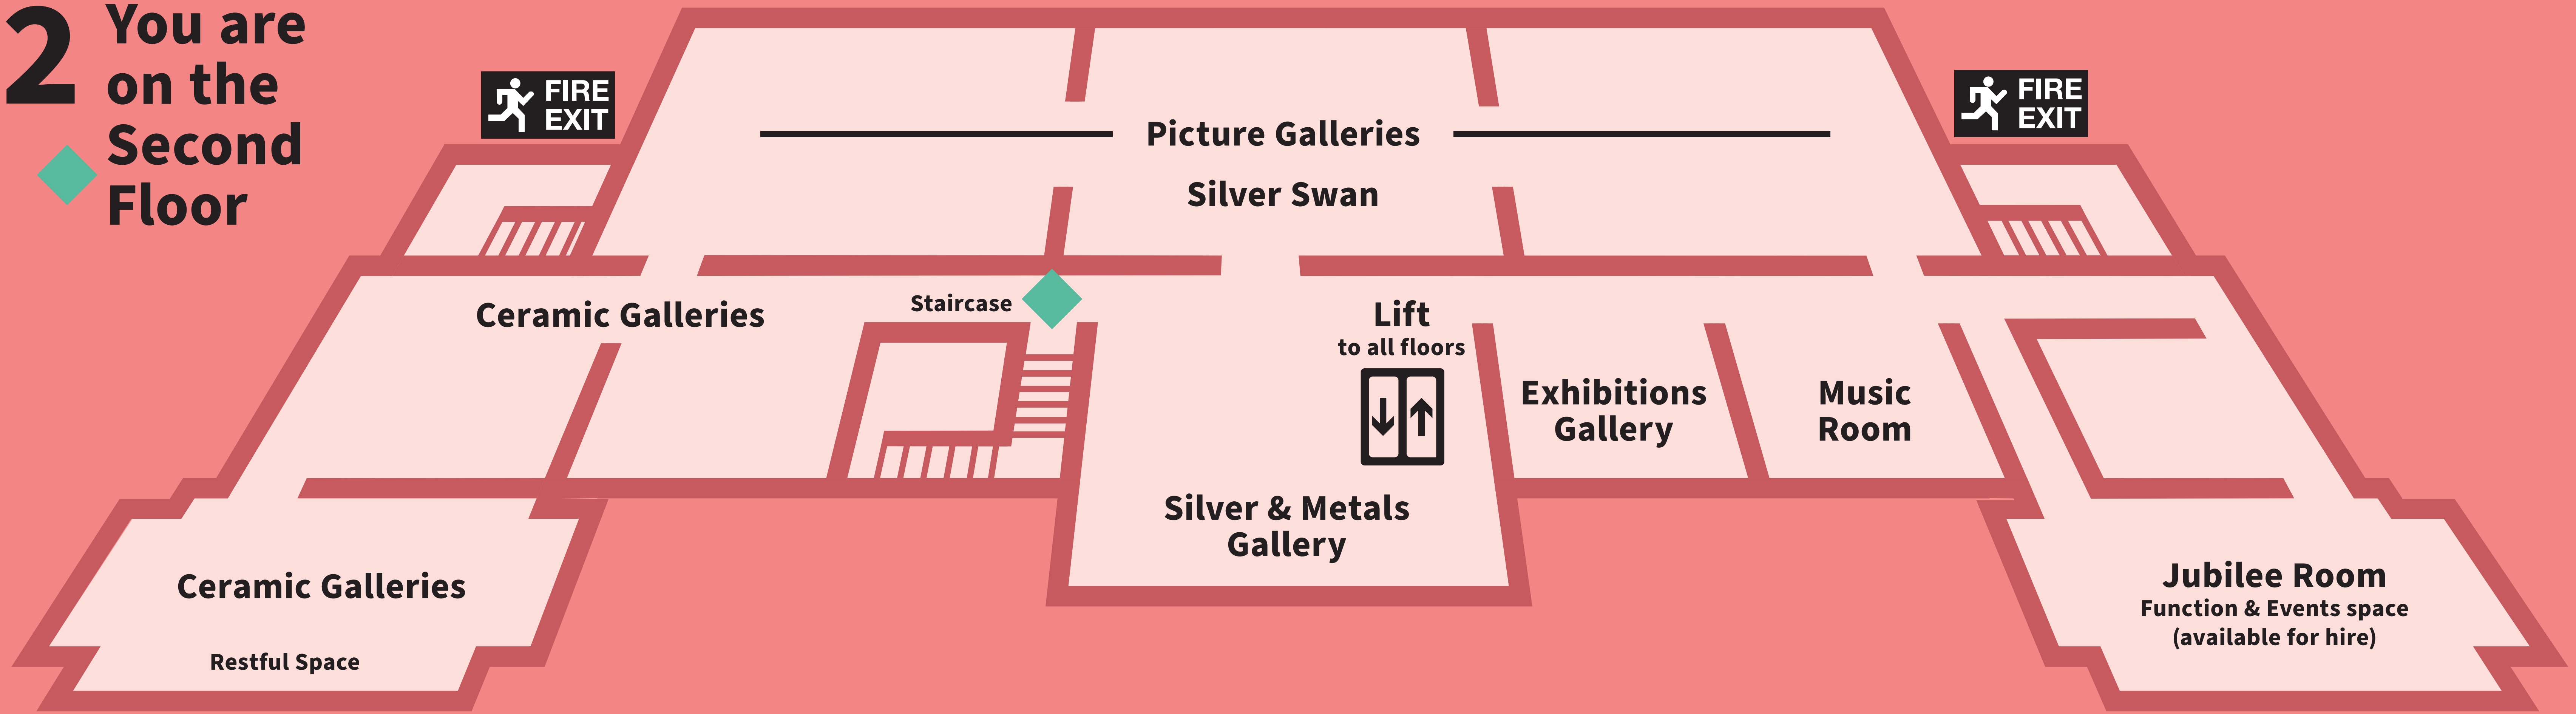 2
You are
on the
Second
Floor
FIRE
EXIT
FIRE
EXIT
Picture Galleries
Silver Swan
Ceramic Galleries
Staircase
Lift
to all floors
Exhibitions
Gallery
Music
Room
Silver & Metals
Gallery
Ceramic Galleries
Restful Space
Jubilee Room
Function & Events space
(available for hire)